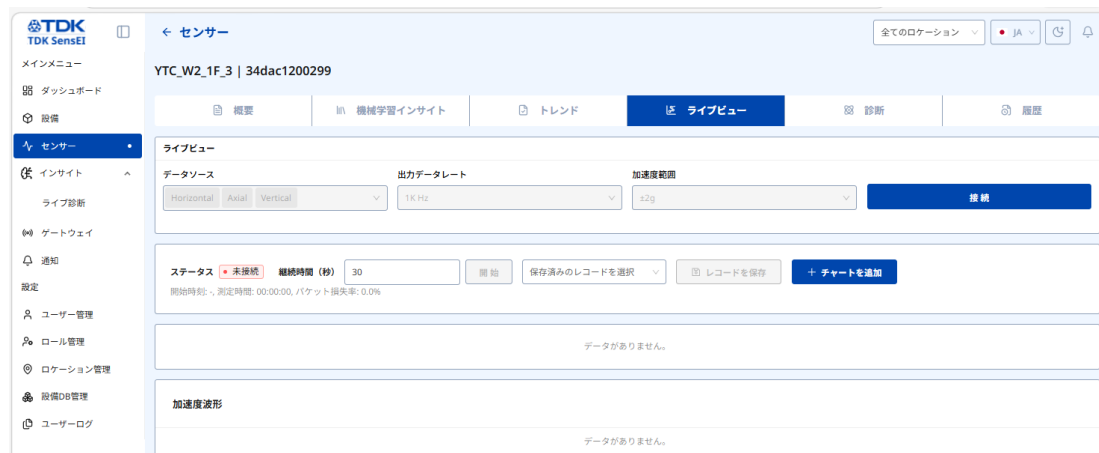 TDK
TDK SensEI
← センサー
全てのロケーション
JA
メインメニュー
ダッシュボード
設備
センサー
インサイト
ライブ診断
ゲートウェイ
通知
設定
ユーザー管理
ロール管理
ロケーション管理
設備DB管理
ユーザーログ
YTC_W2_1F_3 | 34dac1200299
概要
機械学習インサイト
トレンド
ライブビュー
診断
履歴
ライブビュー
データソース 出力データレート 加速度範囲
Horizontal Axial Vertical 1K Hz ±2g 接続
ステータス 未接続 継続時間（秒） 30 開始 保存済みのレコードを選択 レコードを保存 + チャートを追加
開始時刻: -, 測定時間: 00:00:00, パケット損失率: 0.0%
データがありません。
加速度波形
データがありません。